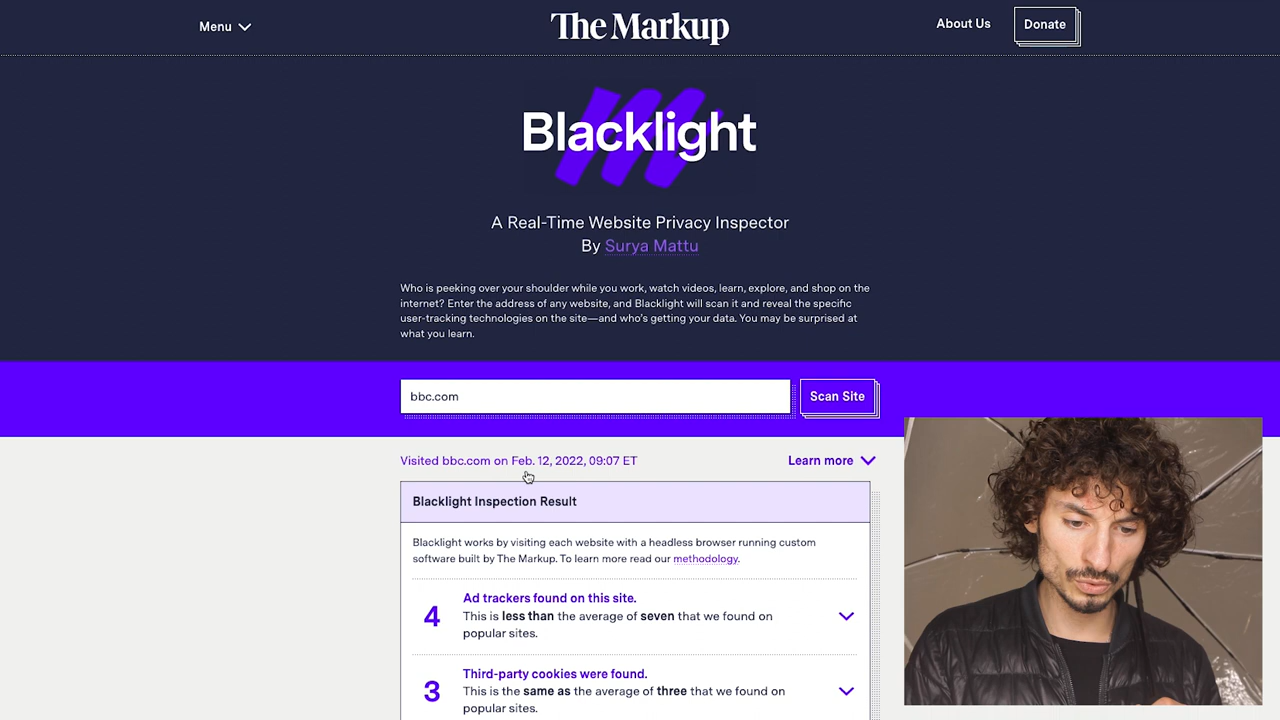 Menu
The Markup
About Us
Donate
Blacklight
A Real-Time Website Privacy Inspector
By Surya Mattu
Who is peeking over your shoulder while you work, watch videos, learn, explore, and shop on the
internet? Enter the address of any website, and Blacklight will scan it and reveal the specific
user-tracking technologies on the site—and who's getting your data. You may be surprised at
what you learn.
bbc.com
Scan Site
Visited bbc.com on Feb. 12, 2022, 09:07 ET
Learn more
Blacklight Inspection Result
Blacklight works by visiting each website with a headless browser running custom
software built by The Markup. To learn more read our methodology.
4
Ad trackers found on this site.
This is less than the average of seven that we found on
popular sites.
3
Third-party cookies were found.
This is the same as the average of three that we found on
popular sites.